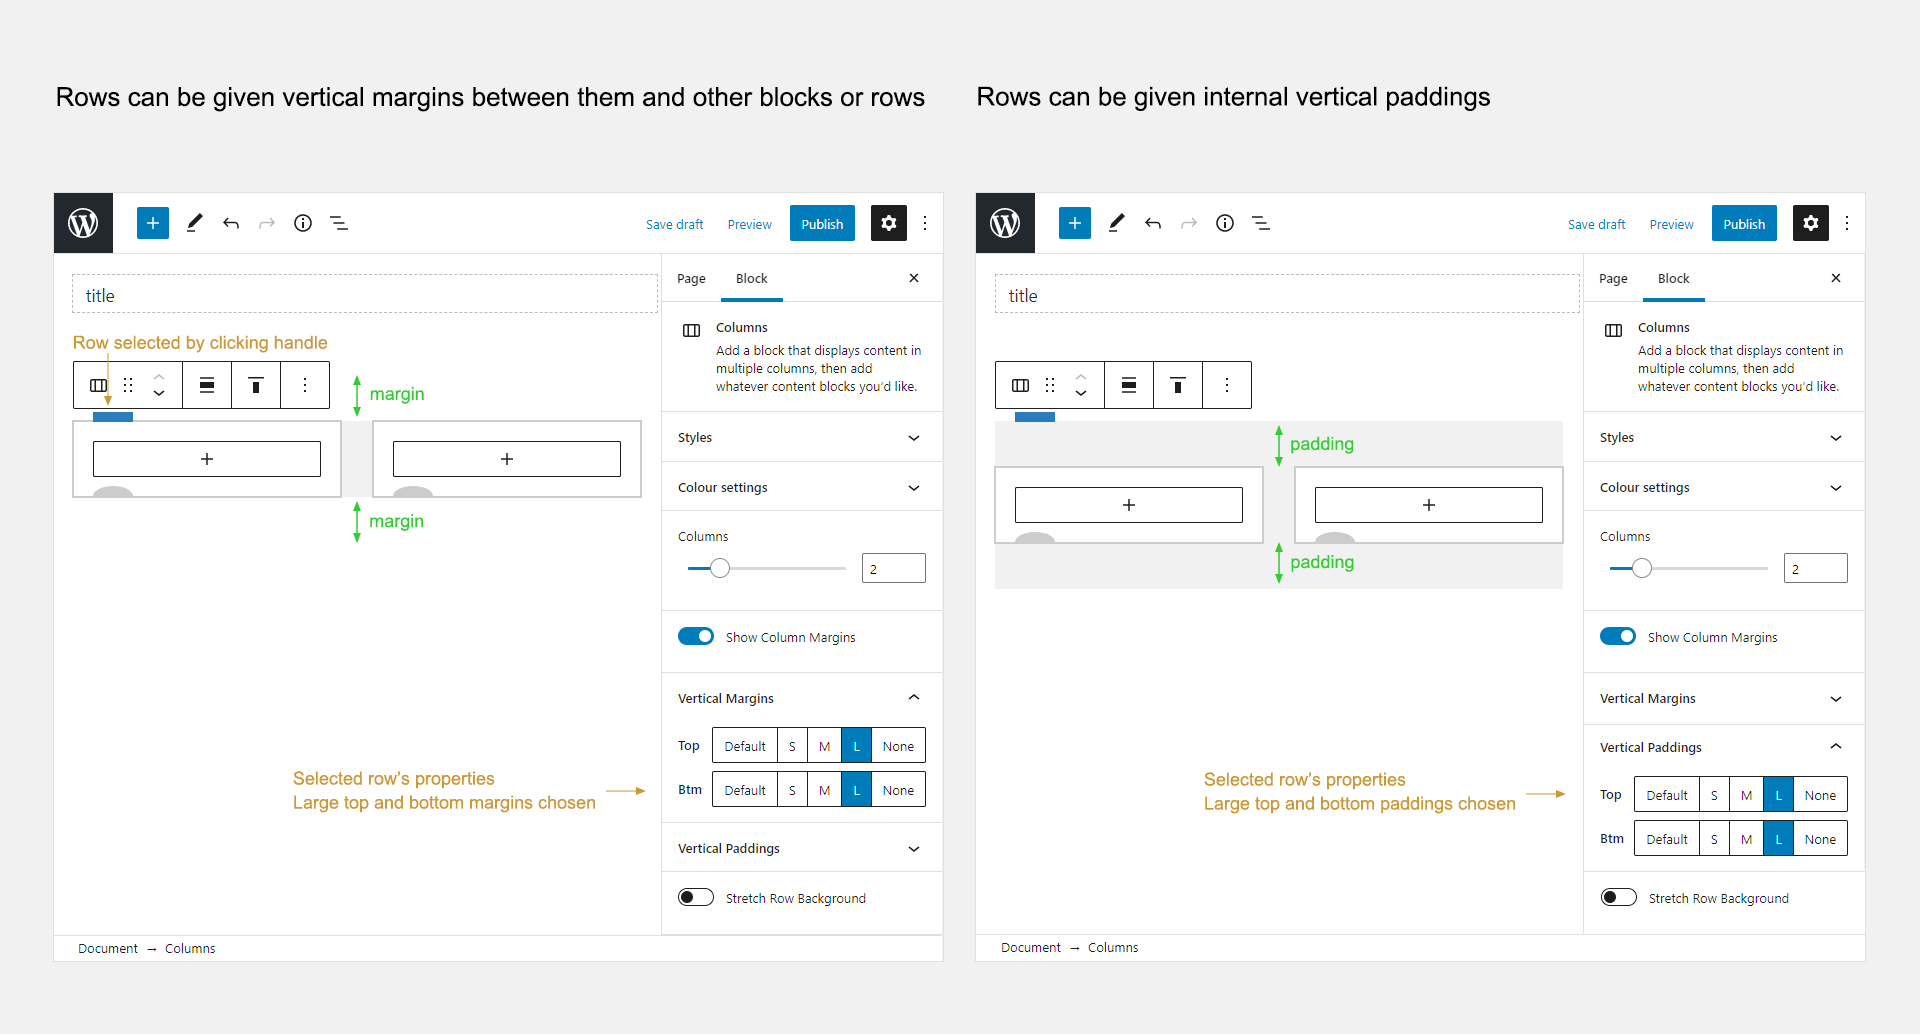 Rows can be given vertical margins between them and other blocks or rows
Save draft Preview Publish
title
Row selected by clicking handle
margin
margin
Selected row's properties
Large top and bottom margins chosen
Page Block
Columns
Add a block that displays content in
multiple columns, then add
whatever content blocks you'd like.
Styles
Colour settings
Columns
2
Show Column Margins
Vertical Margins
Top Default S M L None
Btm Default S M L None
Vertical Paddings
Stretch Row Background
Document → Columns
Rows can be given internal vertical paddings
Save draft Preview Publish
title
padding
padding
Selected row's properties
Large top and bottom paddings chosen
Page Block
Columns
Add a block that displays content in
multiple columns, then add
whatever content blocks you'd like.
Styles
Colour settings
Columns
2
Show Column Margins
Vertical Margins
Vertical Paddings
Top Default S M L None
Btm Default S M L None
Stretch Row Background
Document → Columns